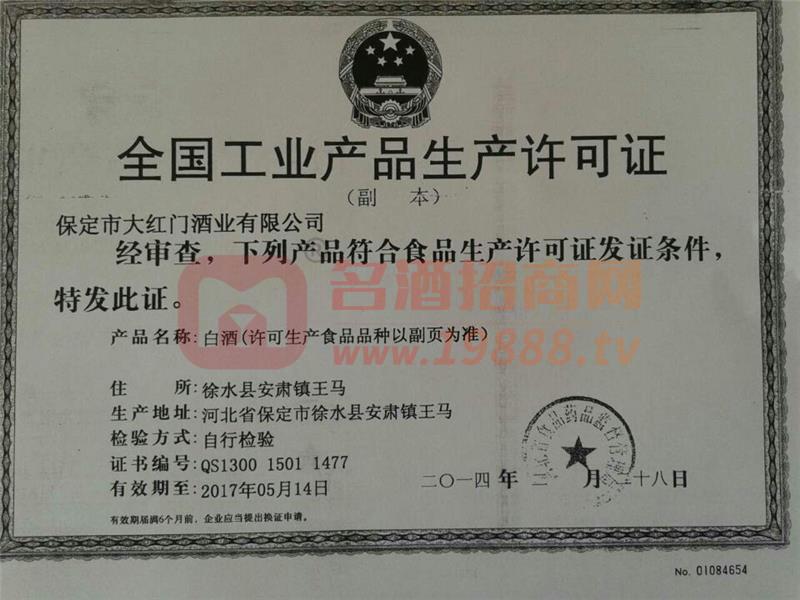 全国工业产品生产许可证
（副 本）
保定市大红门酒业有限公司
经审查，下列产品符合食品生产许可证发证条件，
特发此证。
名酒招商网
产品名称：白酒(许可生产食品品种以副页为准)
www.19888.tv
住 所：徐水县安肃镇王马
生产地址：河北省保定市徐水县安肃镇王马
检验方式：自行检验
证书编号：QS1300 1501 1477
有效期至：2017年05月14日
二〇一四 年 月 十八日
有效期届满6个月前，企业应当提出换证申请。
No. 01084654